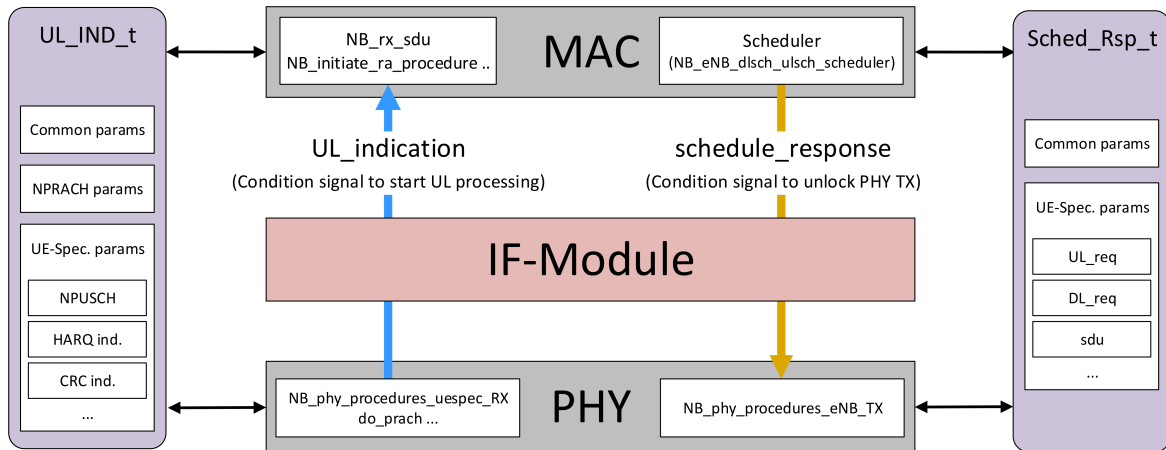 UL_IND_t
Common params
NPRACH params
UE-Spec. params
NPUSCH
HARQ ind.
CRC ind.
...
NB_rx_sdu
NB_initiate_ra_procedure ..
MAC
Scheduler
(NB_eNB_dlsch_ulsch_scheduler)
UL_indication
(Condition signal to start UL processing)
schedule_response
(Condition signal to unlock PHY TX)
IF-Module
NB_phy_procedures_uespec_RX
do_prach ...
PHY
NB_phy_procedures_eNB_TX
Sched_Rsp_t
Common params
UE-Spec. params
UL_req
DL_req
sdu
...